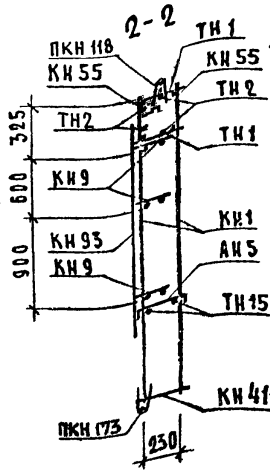 2-2
ПКН 118
ТН 1
КН 55
КН 55
ТН 2
ТН2
ТН 1
325
КН 9
600
КН 1
КН 93
АН 5
900
КН 9
ТН 15
КН 41
ПКН 173
230